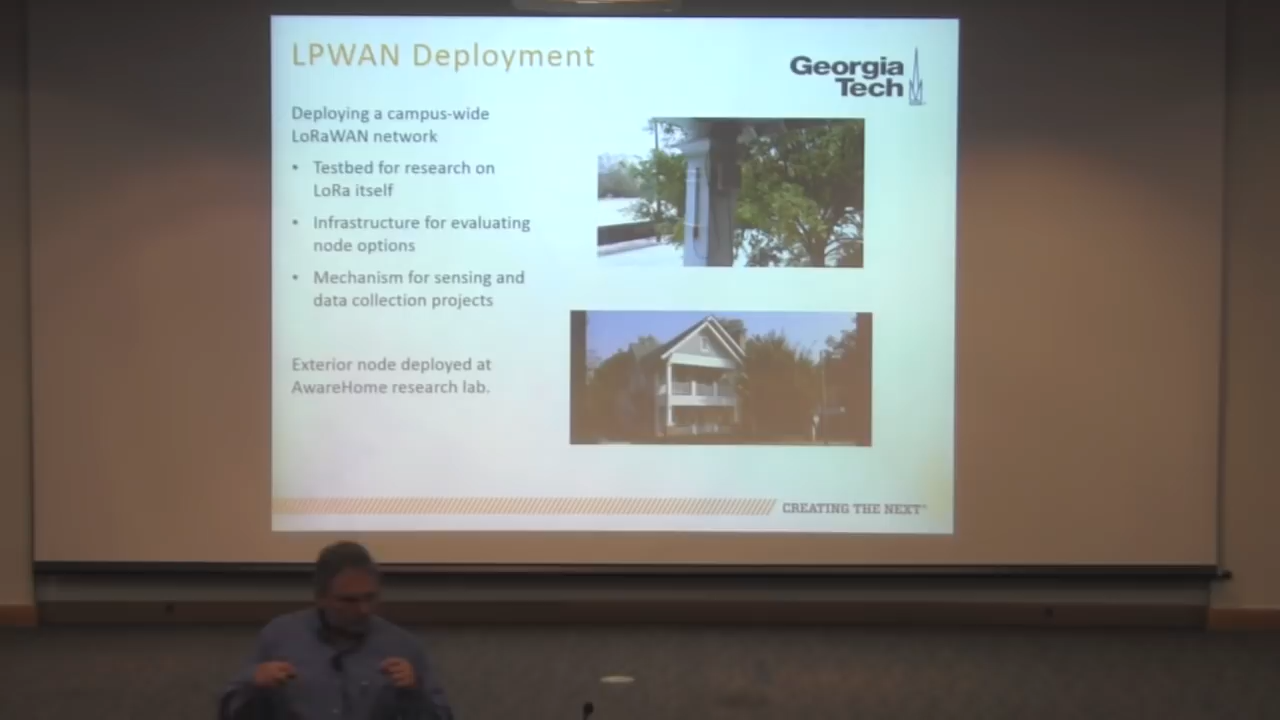 LPWAN Deployment
Georgia
Tech
Deploying a campus-wide
LoRaWAN network
• Testbed for research on
LoRa itself
• Infrastructure for evaluating
node options
• Mechanism for sensing and
data collection projects
Exterior node deployed at
AwareHome research lab.
CREATING THE NEXT®